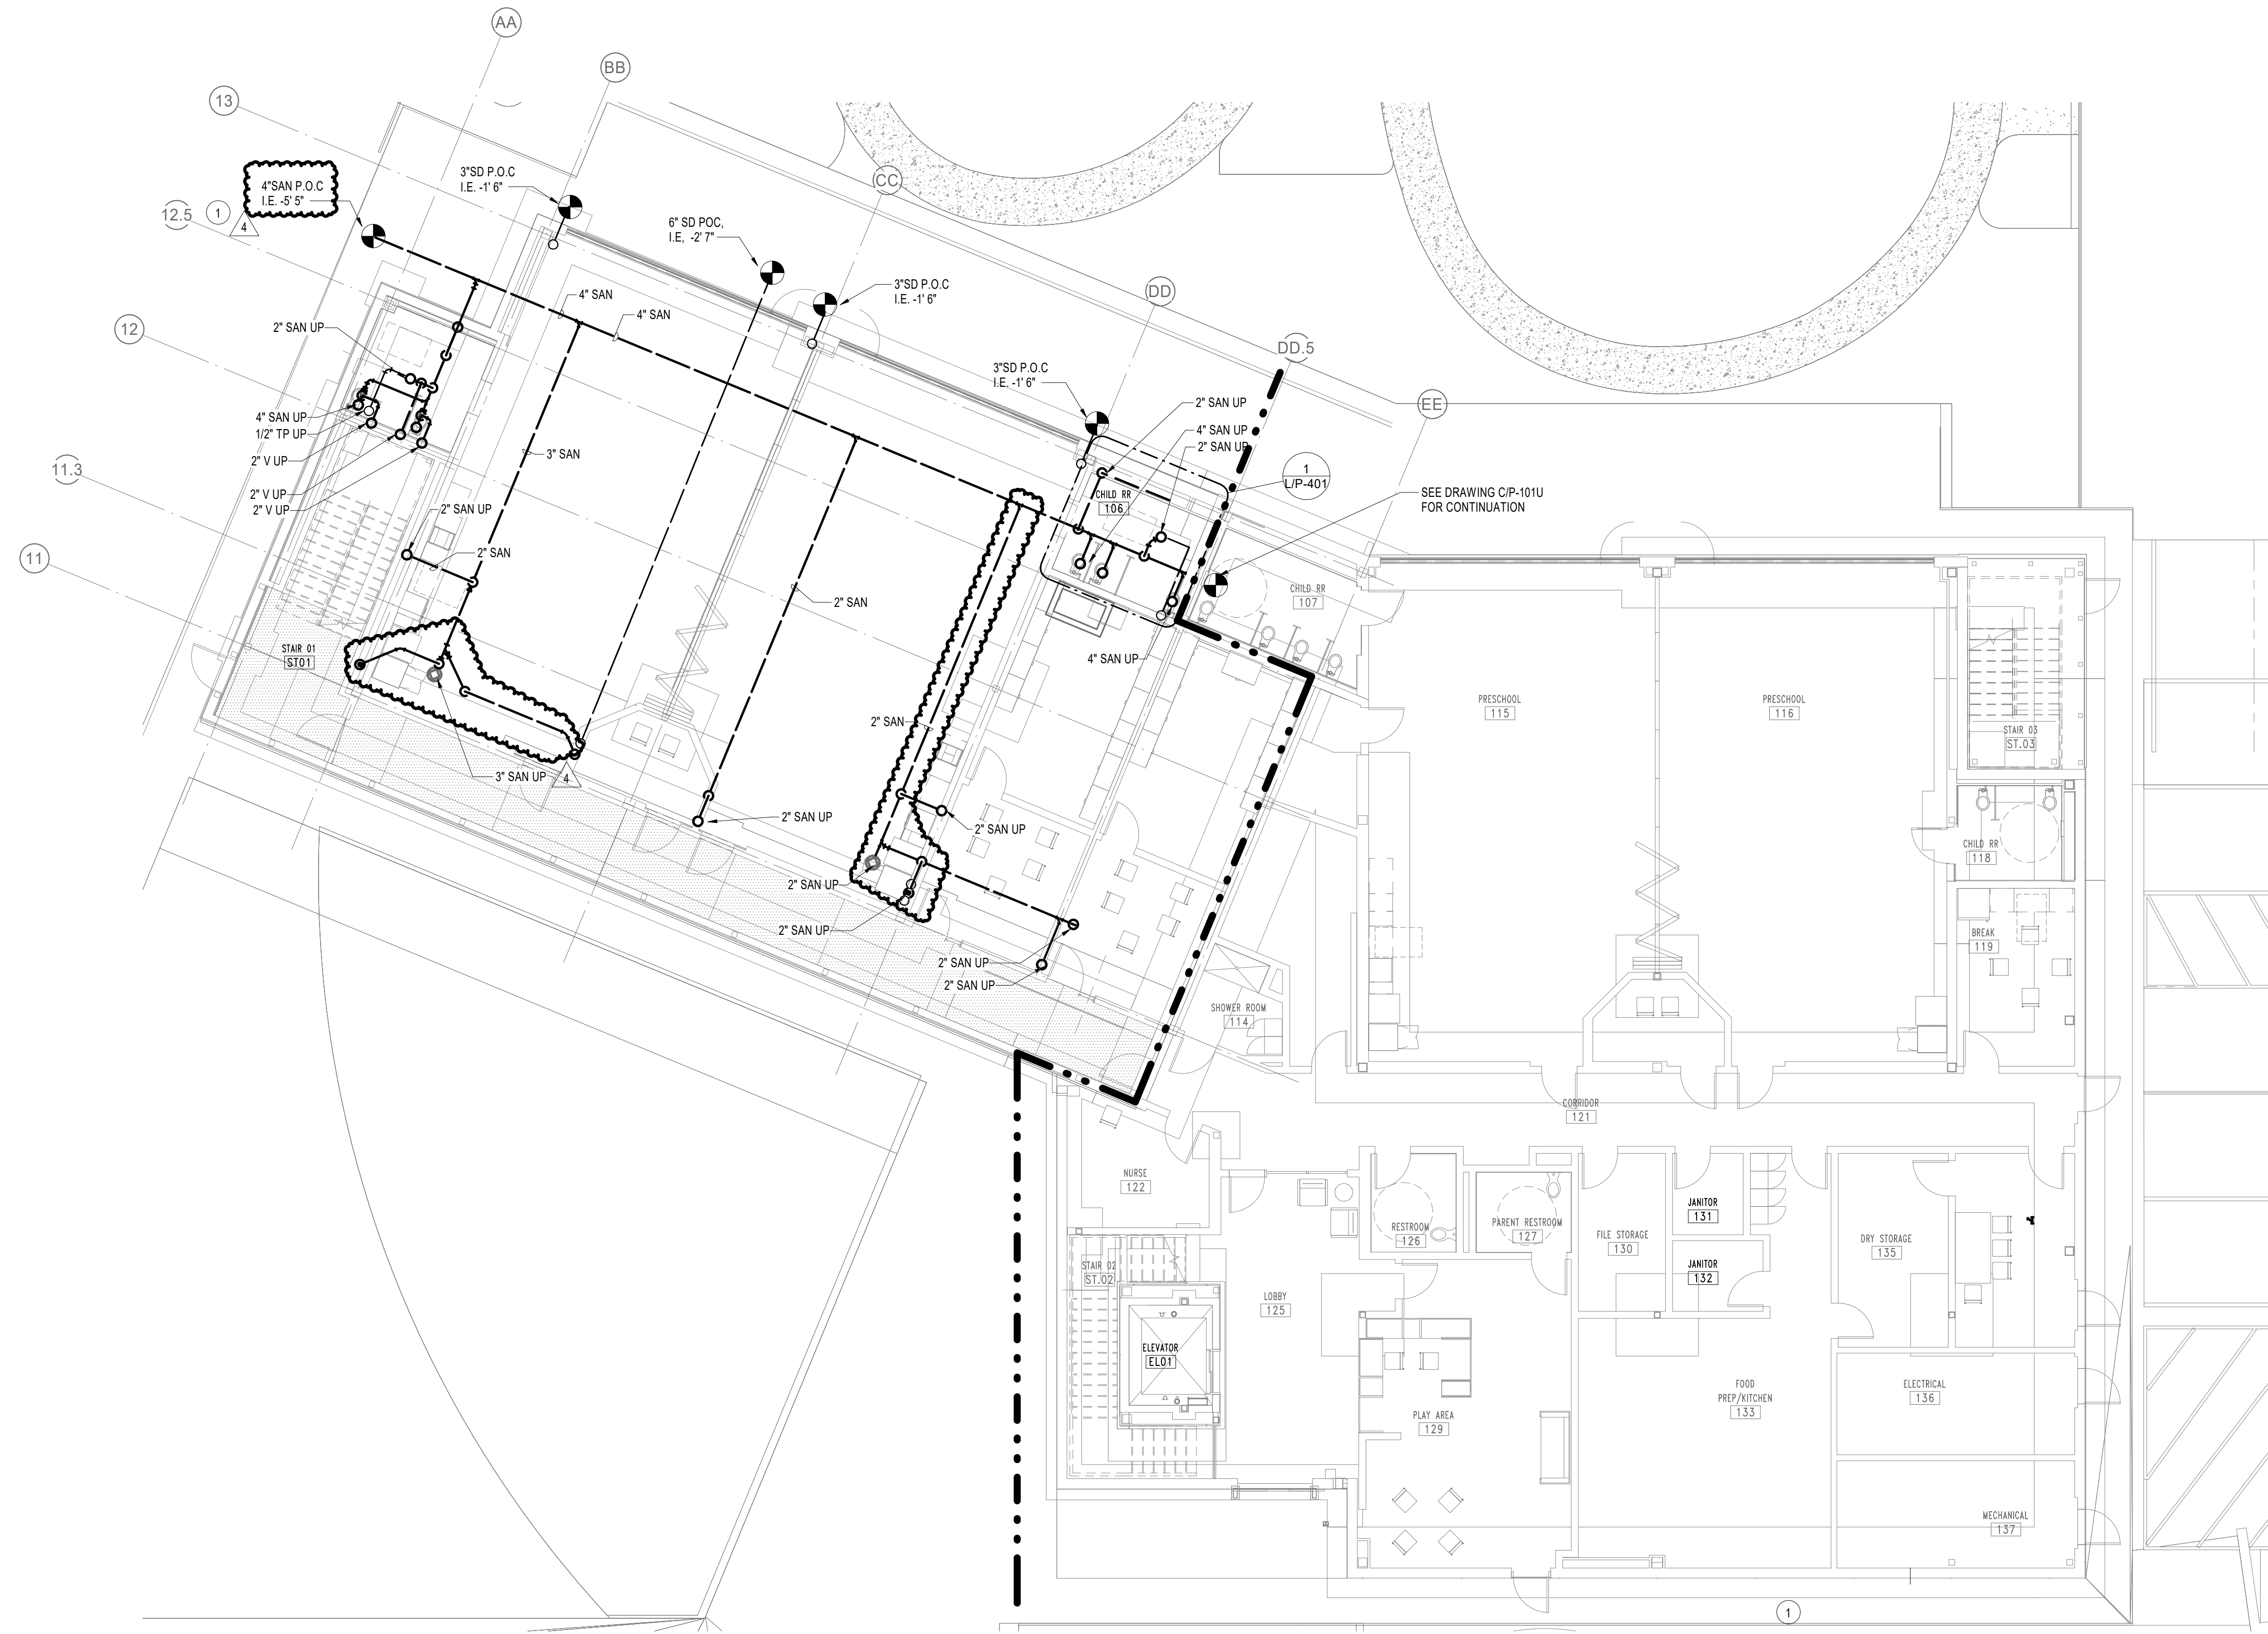 AA
BB
13
CC
3"SD P.O.C
I.E. -1' 6"
4"SAN P.O.C
I.E. -5' 5"
12.5
1
4
6" SD POC,
I.E, -2' 7"
3"SD P.O.C
I.E. -1' 6"
DD
4" SAN
4" SAN
12
2" SAN UP
DD.5
3"SD P.O.C
I.E. -1' 6"
EE
2" SAN UP
4" SAN UP
2" SAN UP
4" SAN UP
1/2" TP UP
2" V UP
2" V UP
2" V UP
3" SAN
11.3
1
L/P-401
SEE DRAWING C/P-101U
FOR CONTINUATION
CHILD RR
106
2" SAN UP
2" SAN
11
2" SAN
CHILD RR
107
STAIR 01
ST01
4" SAN UP
PRESCHOOL
115
PRESCHOOL
116
2" SAN
STAIR 03
ST.03
3" SAN UP
4
2" SAN UP
2" SAN UP
CHILD RR
118
2" SAN UP
2" SAN UP
BREAK
119
2" SAN UP
2" SAN UP
SHOWER ROOM
114
CORRIDOR
121
NURSE
122
RESTROOM
126
PARENT RESTROOM
127
JANITOR
131
FILE STORAGE
130
DRY STORAGE
135
STAIR 02
ST.02
JANITOR
132
LOBBY
125
ELEVATOR
EL01
FOOD
PREP/KITCHEN
133
ELECTRICAL
136
PLAY AREA
129
MECHANICAL
137
1